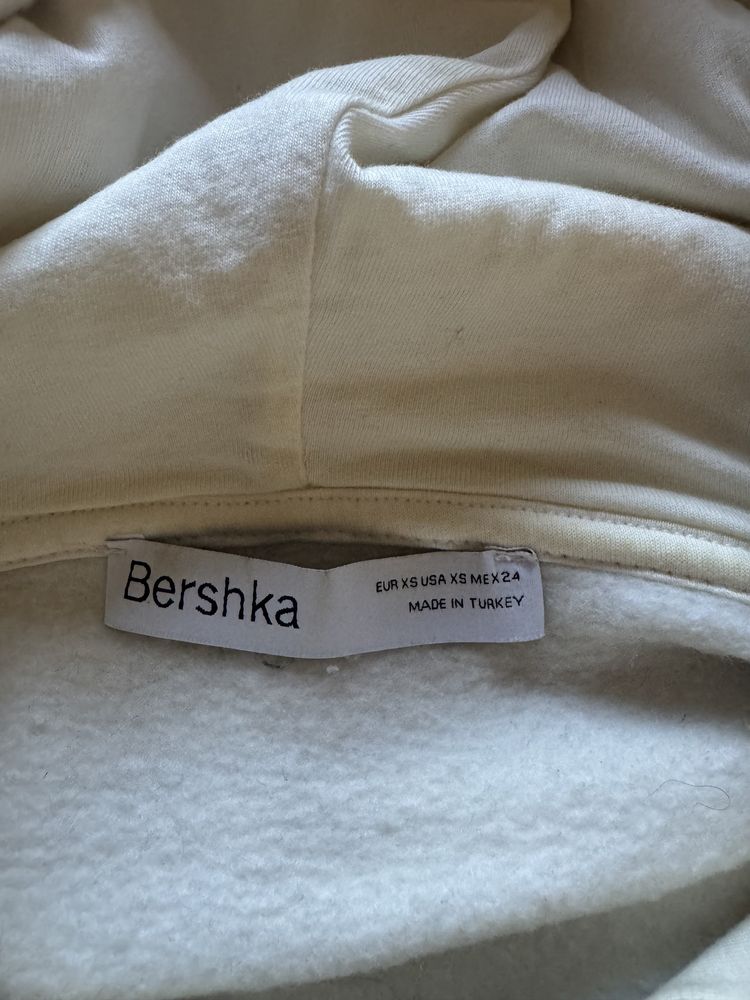 Bershka
EUR XS USA XS MEX 24
MADE IN TURKEY